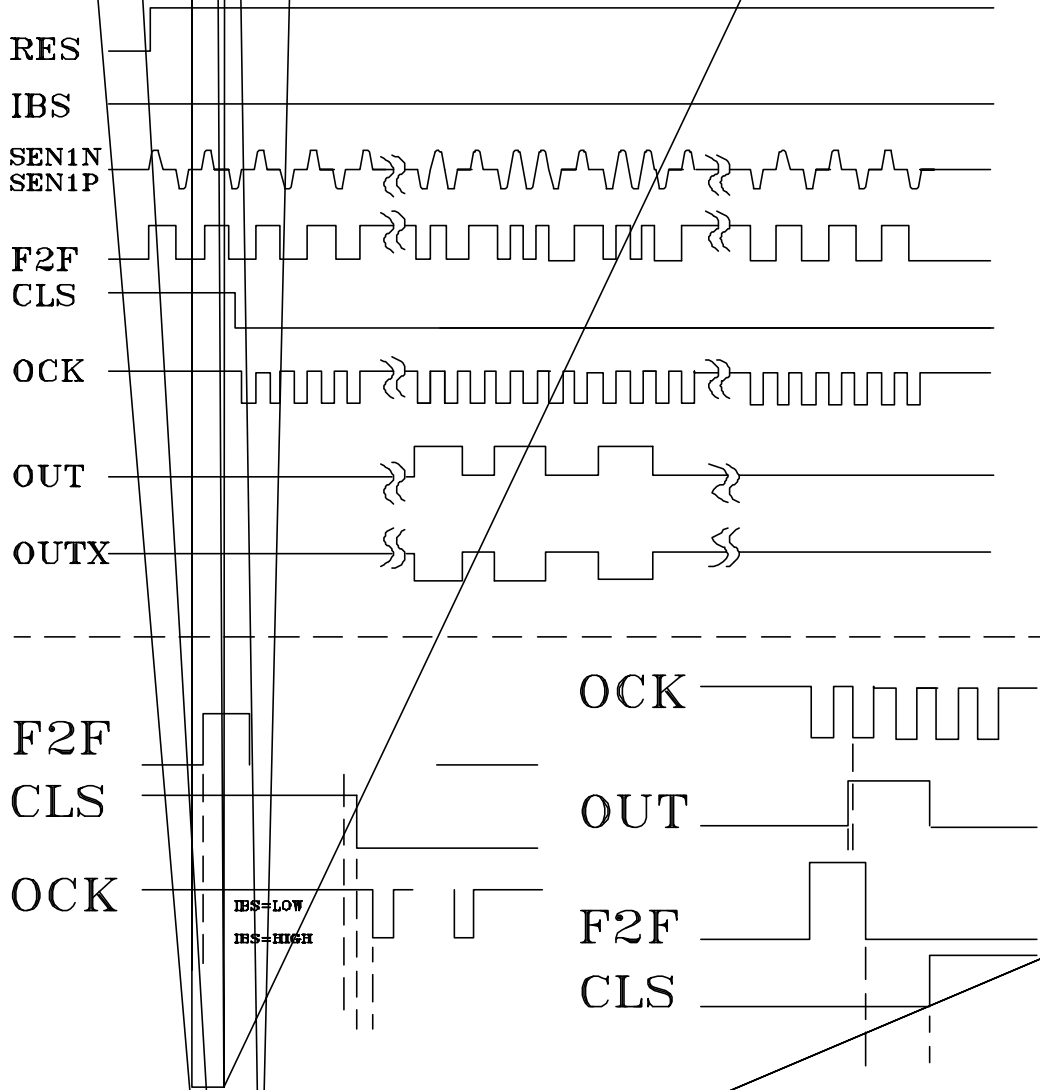 RES
IBS
SEN1N
SEN1P
F2F
CLS
OCK
OUT
OUTX
F2F
CLS
OCK
IBS=LOW
IBS=HIGH
OCK
OUT
F2F
CLS